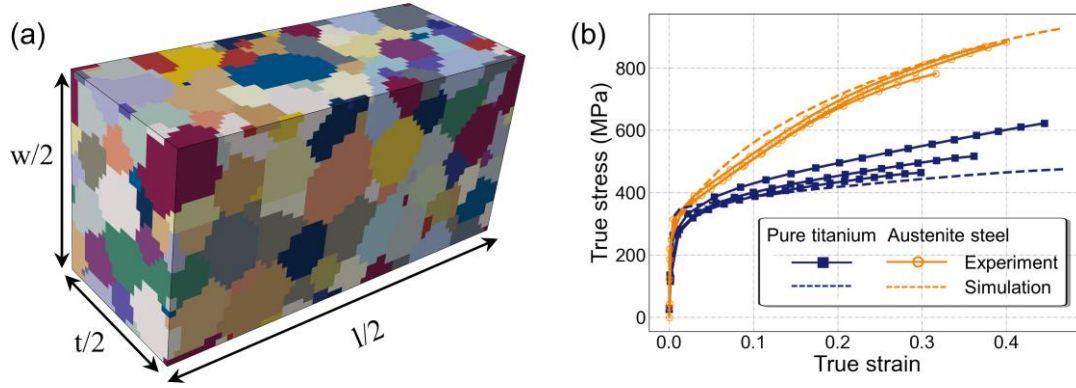 (a)
w/2
t/2
l/2
(b)
True stress (MPa)
800
600
400
200
0
Pure titanium Austenite steel
Experiment
Simulation
0.0 0.1 0.2 0.3 0.4
True strain